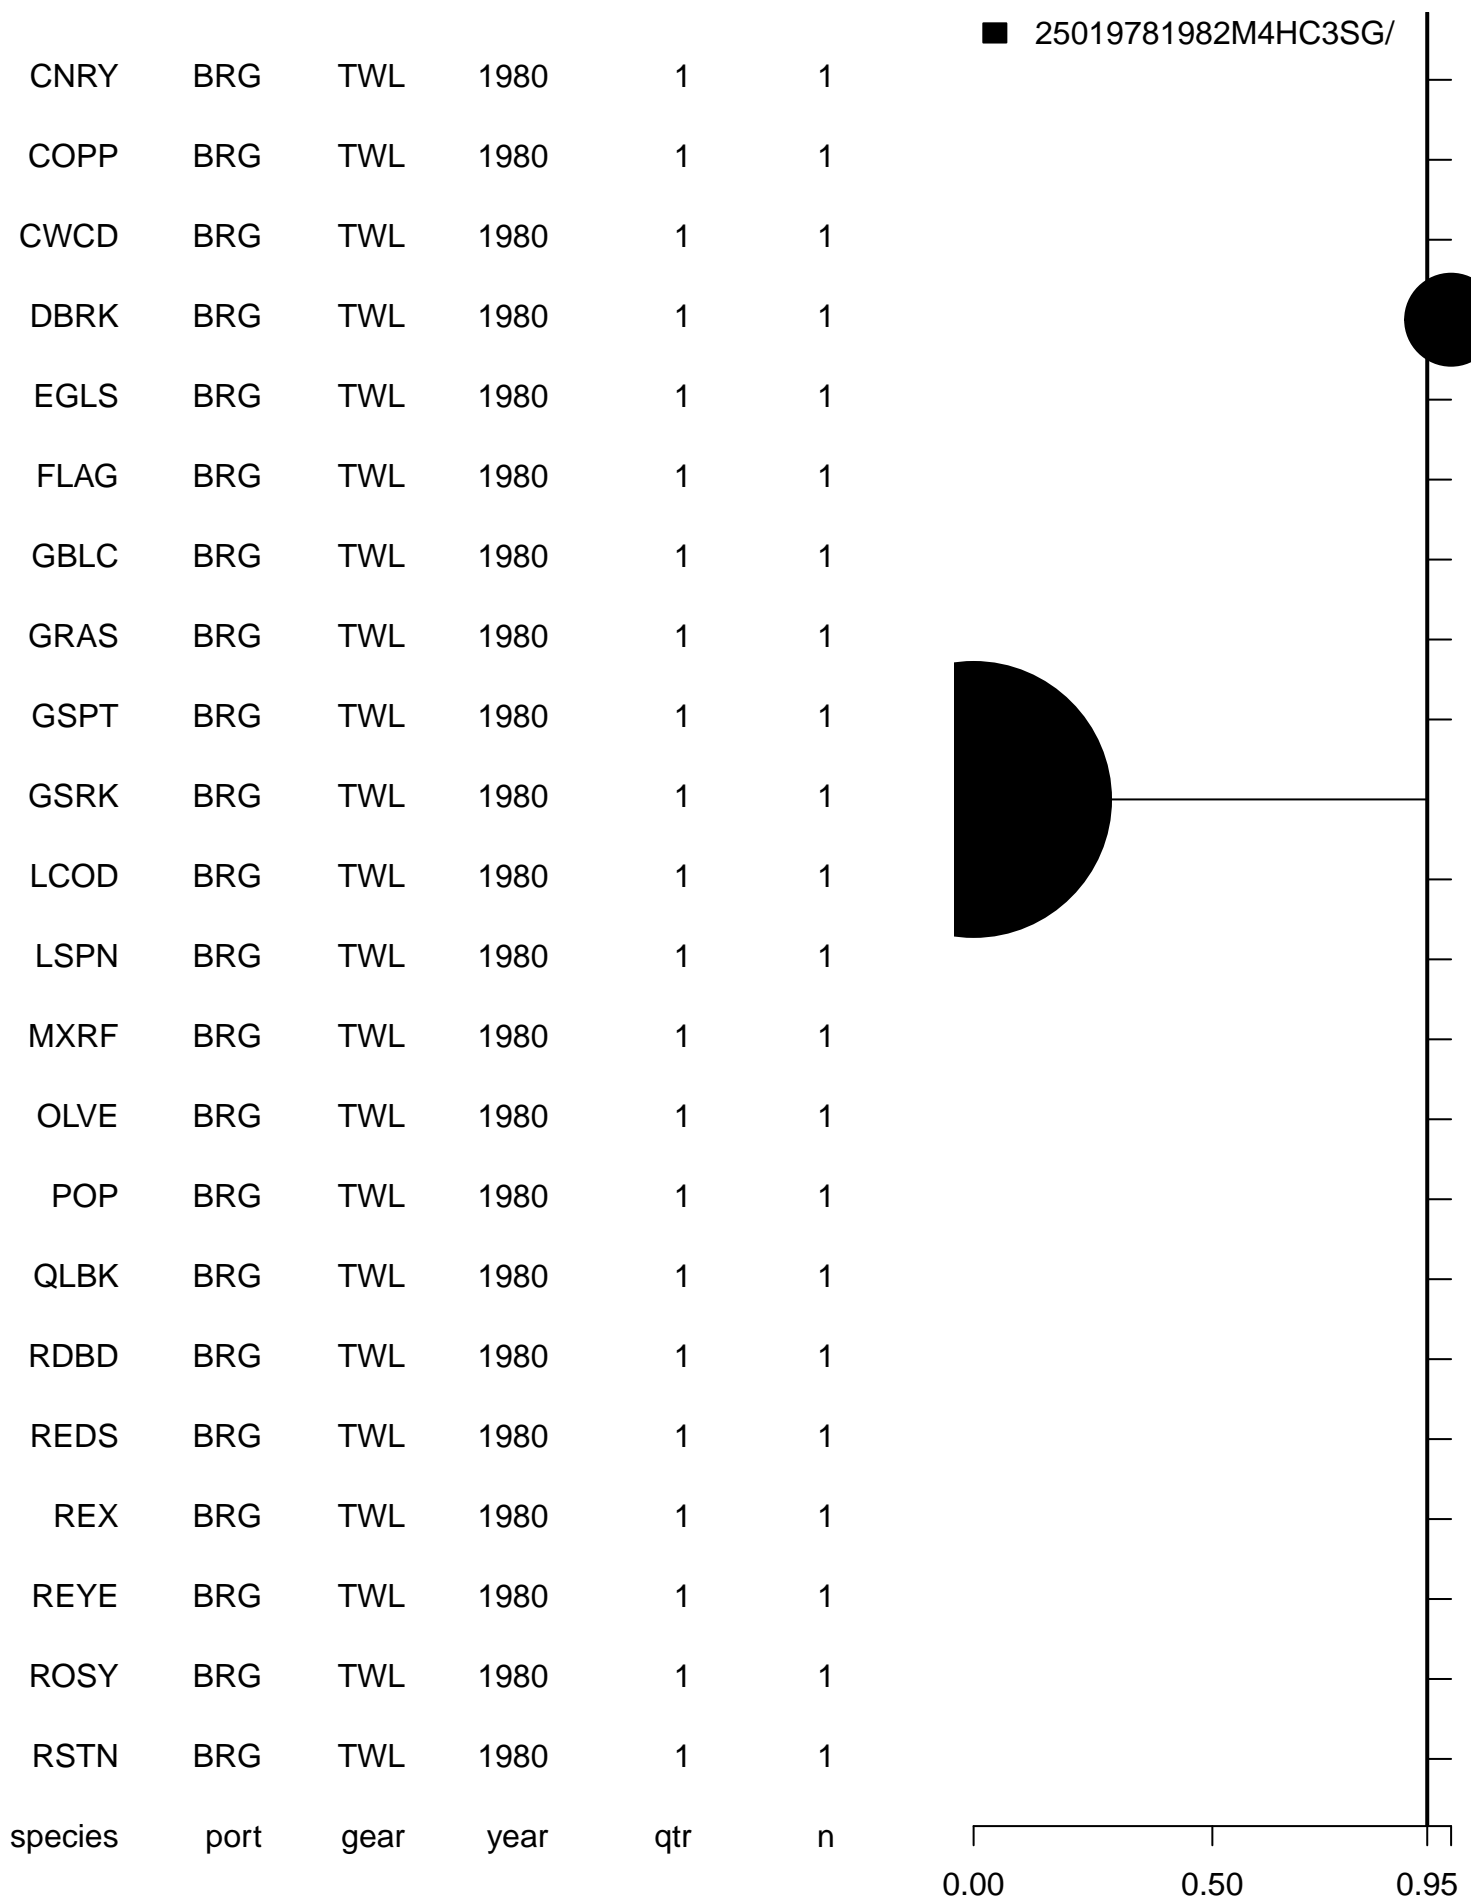 25019781982M4HC3SG/
CNRY BRG TWL 1980 1 1
COPP BRG TWL 1980 1 1
CWCD BRG TWL 1980 1 1
DBRK BRG TWL 1980 1 1
EGLS BRG TWL 1980 1 1
FLAG BRG TWL 1980 1 1
GBLC BRG TWL 1980 1 1
GRAS BRG TWL 1980 1 1
GSPT BRG TWL 1980 1 1
GSRK BRG TWL 1980 1 1
LCOD BRG TWL 1980 1 1
LSPN BRG TWL 1980 1 1
MXRF BRG TWL 1980 1 1
OLVE BRG TWL 1980 1 1
POP BRG TWL 1980 1 1
QLBK BRG TWL 1980 1 1
RDBD BRG TWL 1980 1 1
REDS BRG TWL 1980 1 1
REX BRG TWL 1980 1 1
REYE BRG TWL 1980 1 1
ROSY BRG TWL 1980 1 1
RSTN BRG TWL 1980 1 1
species port gear year qtr n
0.00 0.50 0.95